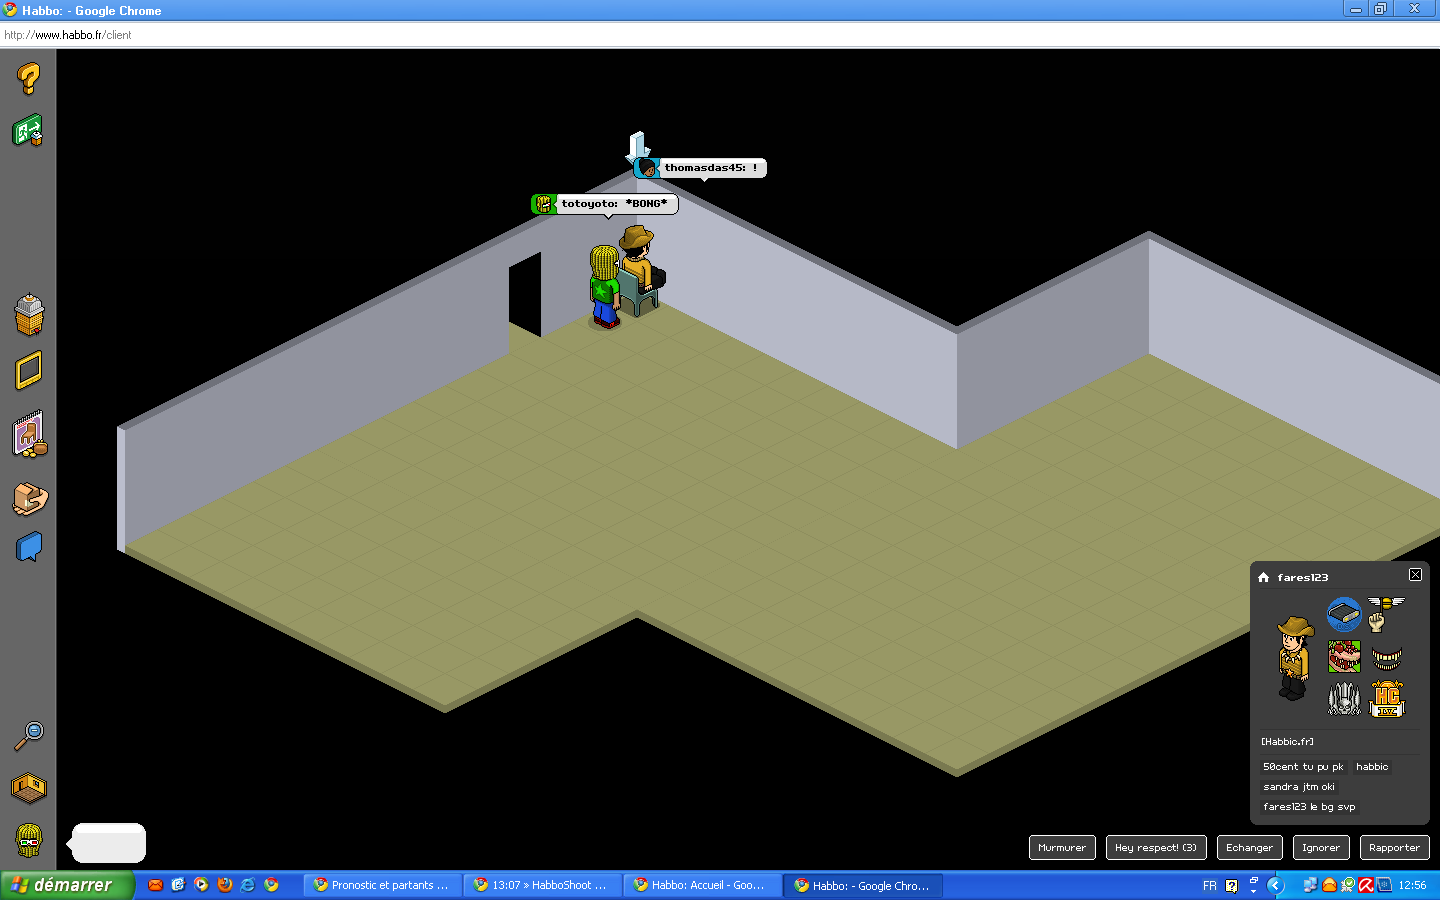 Habbo: - Google Chrome
http://www.habbo.fr/client
thomasdas45: !
totoyoto: *BONG*
fares123
HC
[Habbic.fr]
50cent tu pu pk habbic
sandra jtm oki
fares123 le bg svp
Murmurer Hey respect! (3) Echanger Ignorer Rapporter
démarrer Pronostic et partants ... 13:07 » HabboShoot ... Habbo: Accueil - Goo... Habbo: - Google Chro... FR 12:56